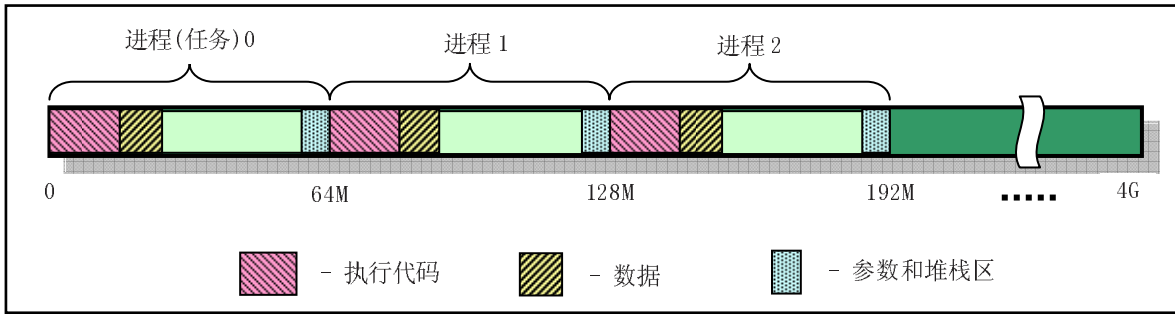 进程(任务)0
进程 1
进程 2
0
64M
128M
192M
.....
4G
- 执行代码
- 数据
- 参数和堆栈区